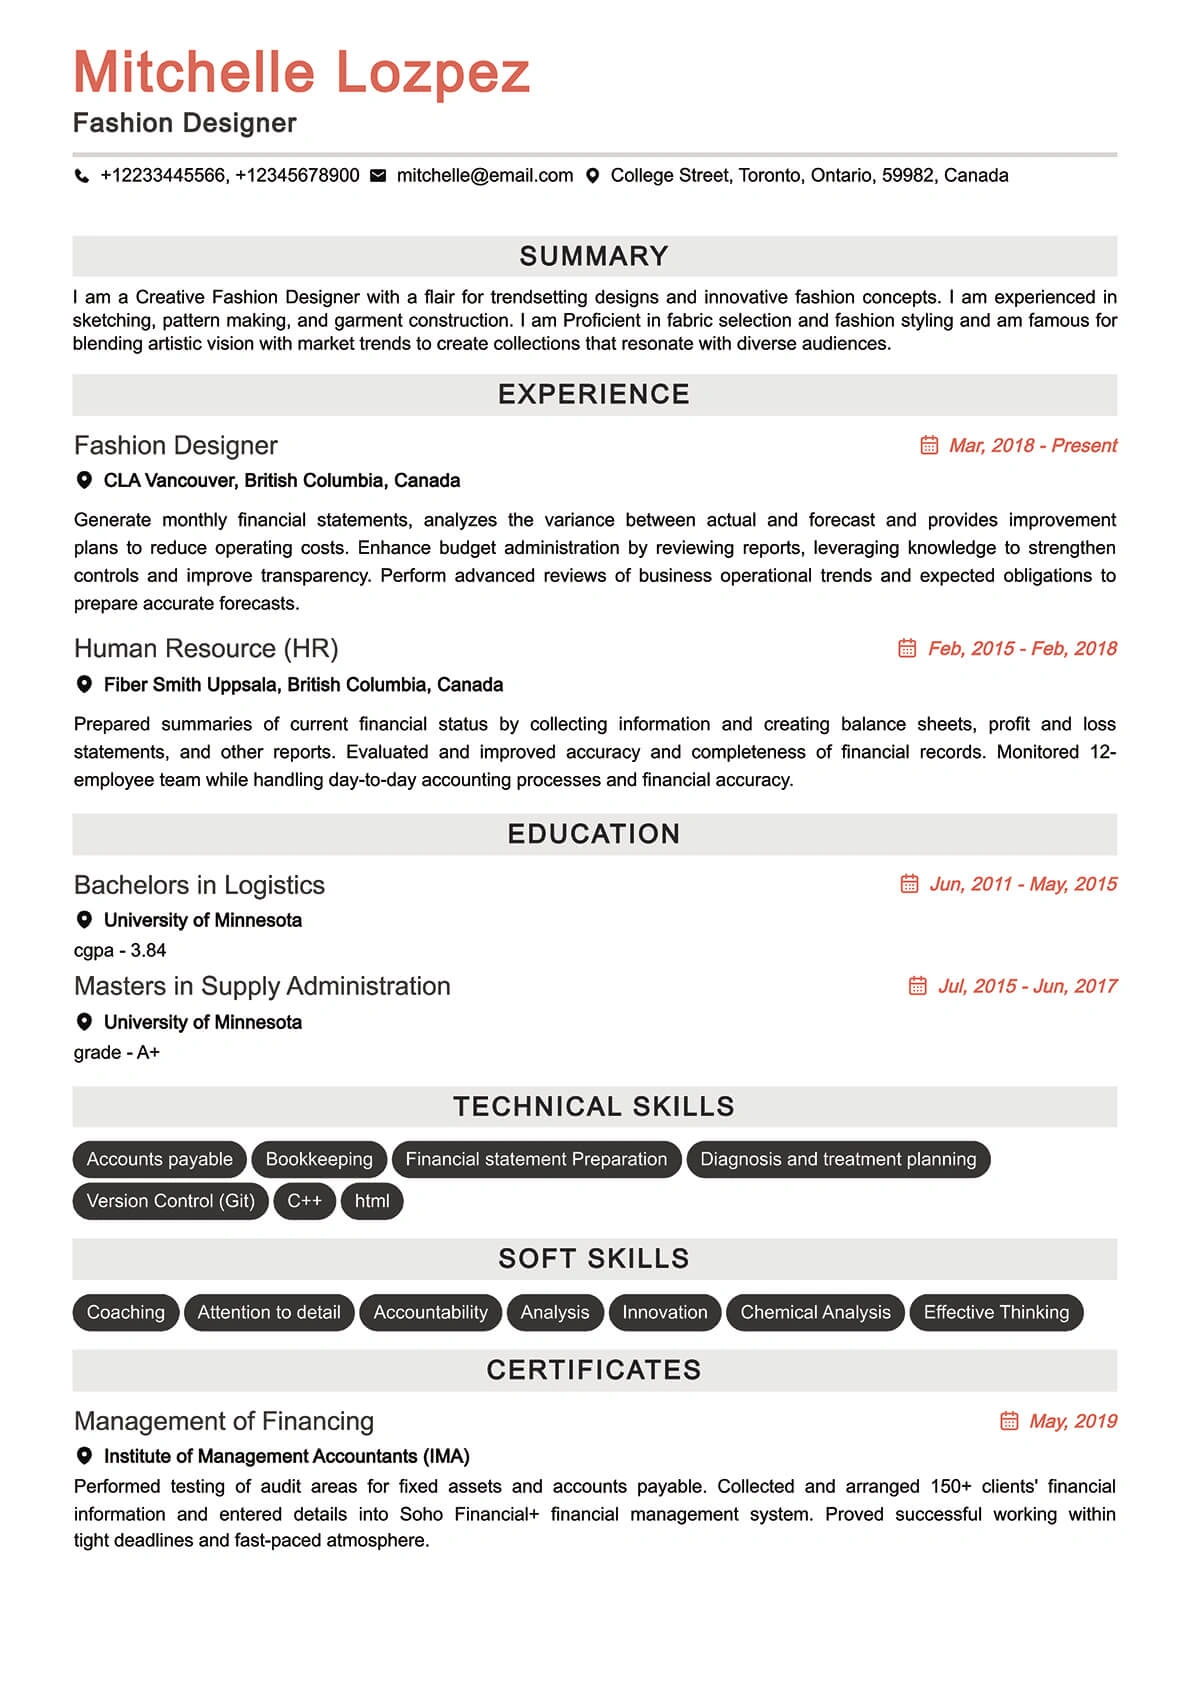 Mitchelle Lozpez
Fashion Designer
+12233445566, +12345678900 mitchelle@email.com College Street, Toronto, Ontario, 59982, Canada
SUMMARY
I am a Creative Fashion Designer with a flair for trendsetting designs and innovative fashion concepts. I am experienced in
sketching, pattern making, and garment construction. I am Proficient in fabric selection and fashion styling and am famous for
blending artistic vision with market trends to create collections that resonate with diverse audiences.
EXPERIENCE
Fashion Designer Mar, 2018 - Present
CLA Vancouver, British Columbia, Canada
Generate monthly financial statements, analyzes the variance between actual and forecast and provides improvement
plans to reduce operating costs. Enhance budget administration by reviewing reports, leveraging knowledge to strengthen
controls and improve transparency. Perform advanced reviews of business operational trends and expected obligations to
prepare accurate forecasts.
Human Resource (HR) Feb, 2015 - Feb, 2018
Fiber Smith Uppsala, British Columbia, Canada
Prepared summaries of current financial status by collecting information and creating balance sheets, profit and loss
statements, and other reports. Evaluated and improved accuracy and completeness of financial records. Monitored 12-
employee team while handling day-to-day accounting processes and financial accuracy.
EDUCATION
Bachelors in Logistics Jun, 2011 - May, 2015
University of Minnesota
cgpa - 3.84
Masters in Supply Administration Jul, 2015 - Jun, 2017
University of Minnesota
grade - A+
TECHNICAL SKILLS
Accounts payable Bookkeeping Financial statement Preparation Diagnosis and treatment planning
Version Control (Git) C++ html
SOFT SKILLS
Coaching Attention to detail Accountability Analysis Innovation Chemical Analysis Effective Thinking
CERTIFICATES
Management of Financing May, 2019
Institute of Management Accountants (IMA)
Performed testing of audit areas for fixed assets and accounts payable. Collected and arranged 150+ clients' financial
information and entered details into Soho Financial+ financial management system. Proved successful working within
tight deadlines and fast-paced atmosphere.